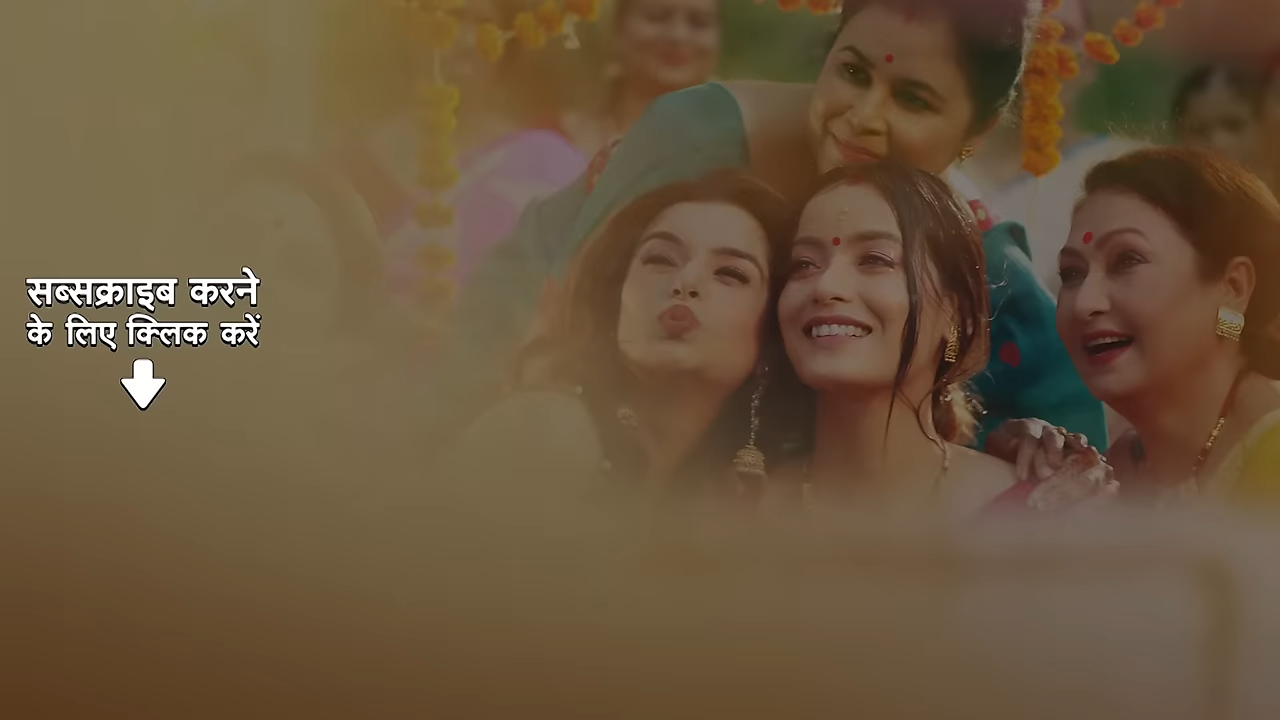 सब्सक्राइब करने
के लिए क्लिक करें